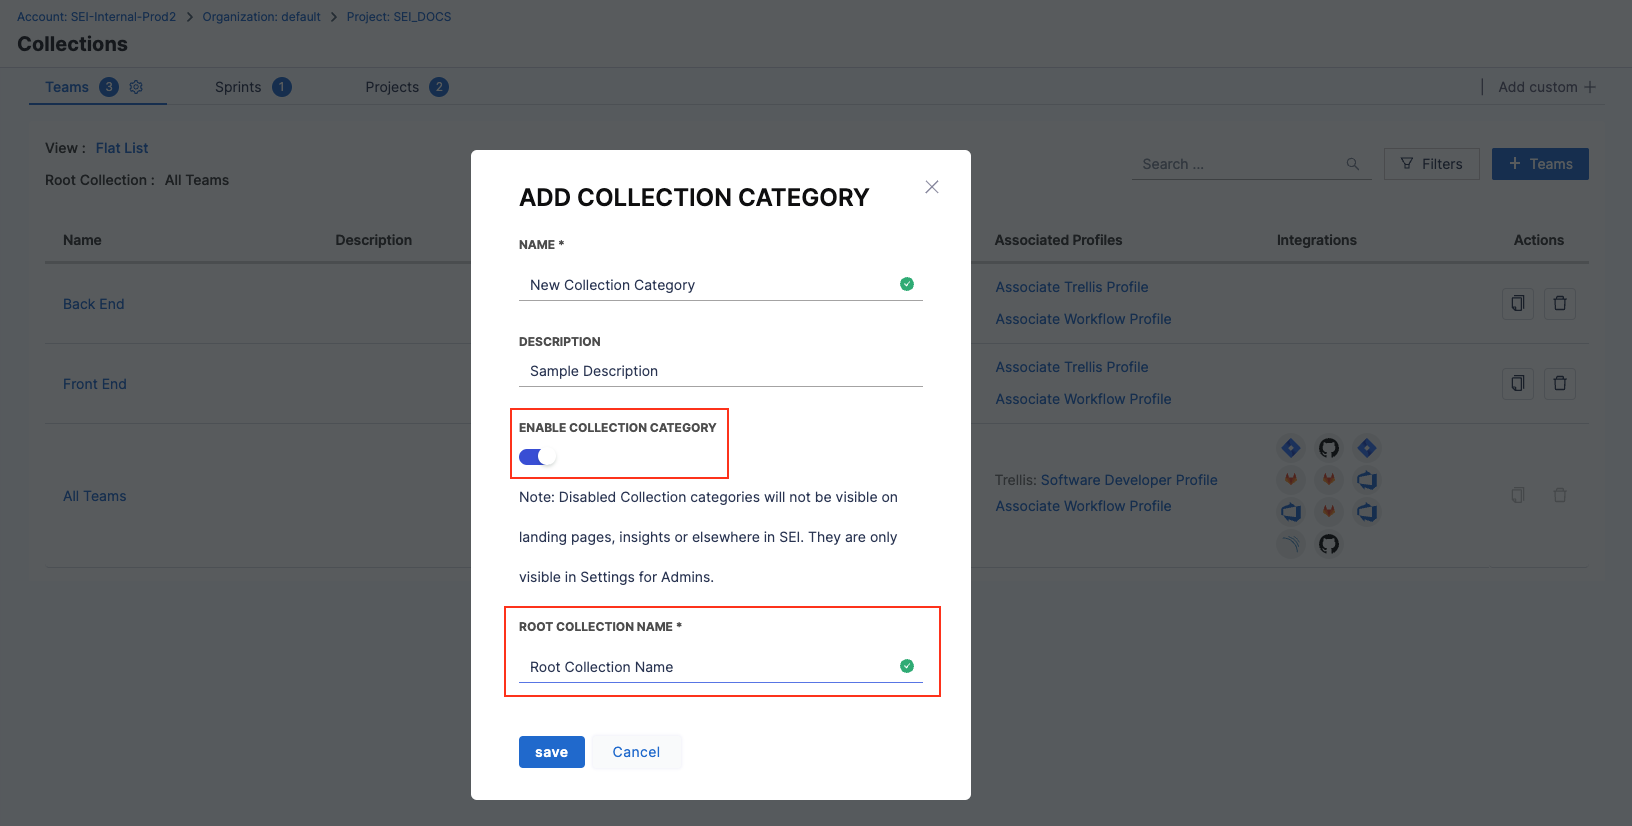 Account: SEI-Internal-Prod2 > Organization: default > Project: SEI_DOCS
Collections
Teams 3 Sprints 1 Projects 2 | Add custom +
View : Flat List
Root Collection : All Teams
Search ... Filters + Teams
Name Description Associated Profiles Integrations Actions
Back End
Associate Trellis Profile
Associate Workflow Profile
Front End
Associate Trellis Profile
Associate Workflow Profile
All Teams
Trellis: Software Developer Profile
Associate Workflow Profile
ADD COLLECTION CATEGORY
NAME *
New Collection Category
DESCRIPTION
Sample Description
ENABLE COLLECTION CATEGORY
Note: Disabled Collection categories will not be visible on
landing pages, insights or elsewhere in SEI. They are only
visible in Settings for Admins.
ROOT COLLECTION NAME *
Root Collection Name
save Cancel